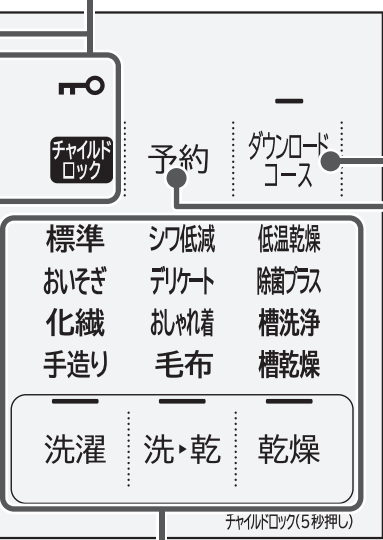 チャイルド
ロック
予約
ダウンロード
コース
標準 シワ低減 低温乾燥
おいそぎ デリケート 除菌プラス
化繊 おしゃれ着 槽洗浄
手造り 毛布 槽乾燥
洗濯 洗▸乾 乾燥
チャイルドロック(5秒押し)